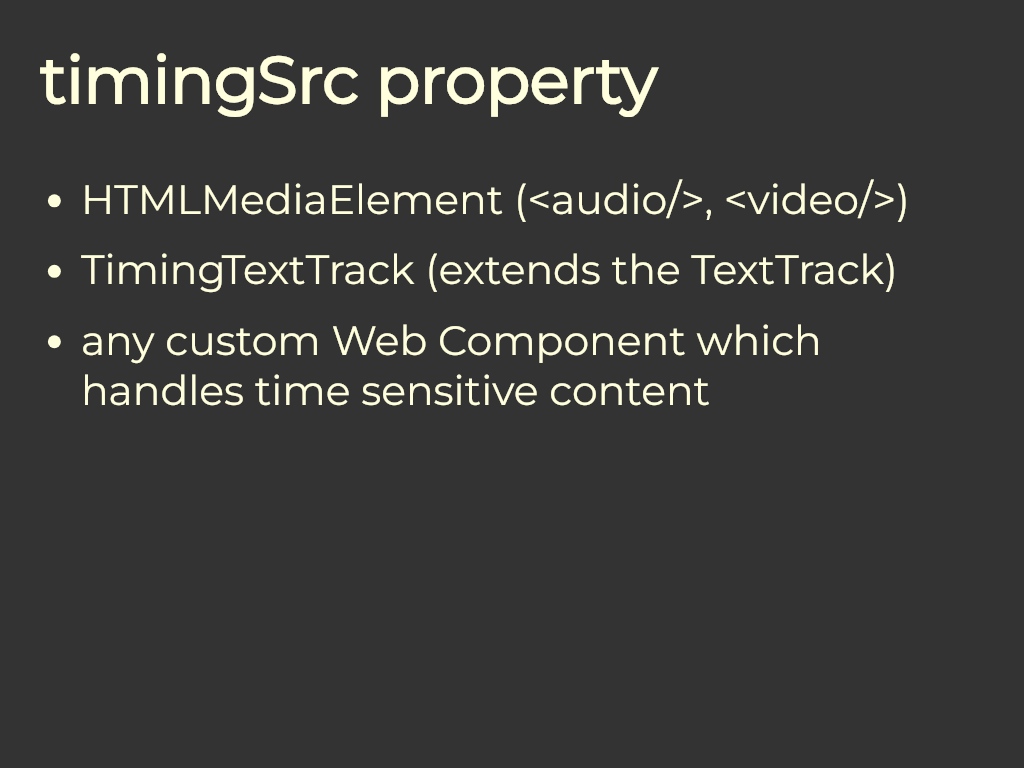 timingSrc property
• HTMLMediaElement (<audio/>, <video/>)
• TimingTextTrack (extends the TextTrack)
• any custom Web Component which
handles time sensitive content